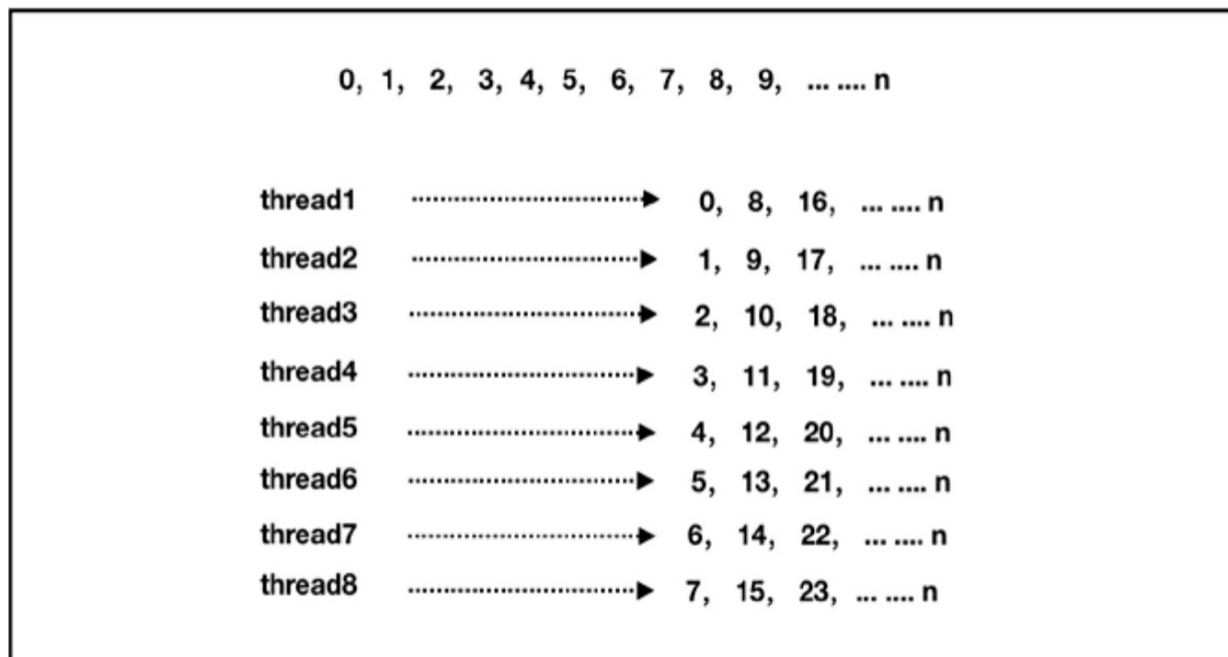 0, 1, 2, 3, 4, 5, 6, 7, 8, 9, ... .... n
thread1 0, 8, 16, ... .... n
thread2 1, 9, 17, ... .... n
thread3 2, 10, 18, ... .... n
thread4 3, 11, 19, ... .... n
thread5 4, 12, 20, ... .... n
thread6 5, 13, 21, ... .... n
thread7 6, 14, 22, ... .... n
thread8 7, 15, 23, ... .... n